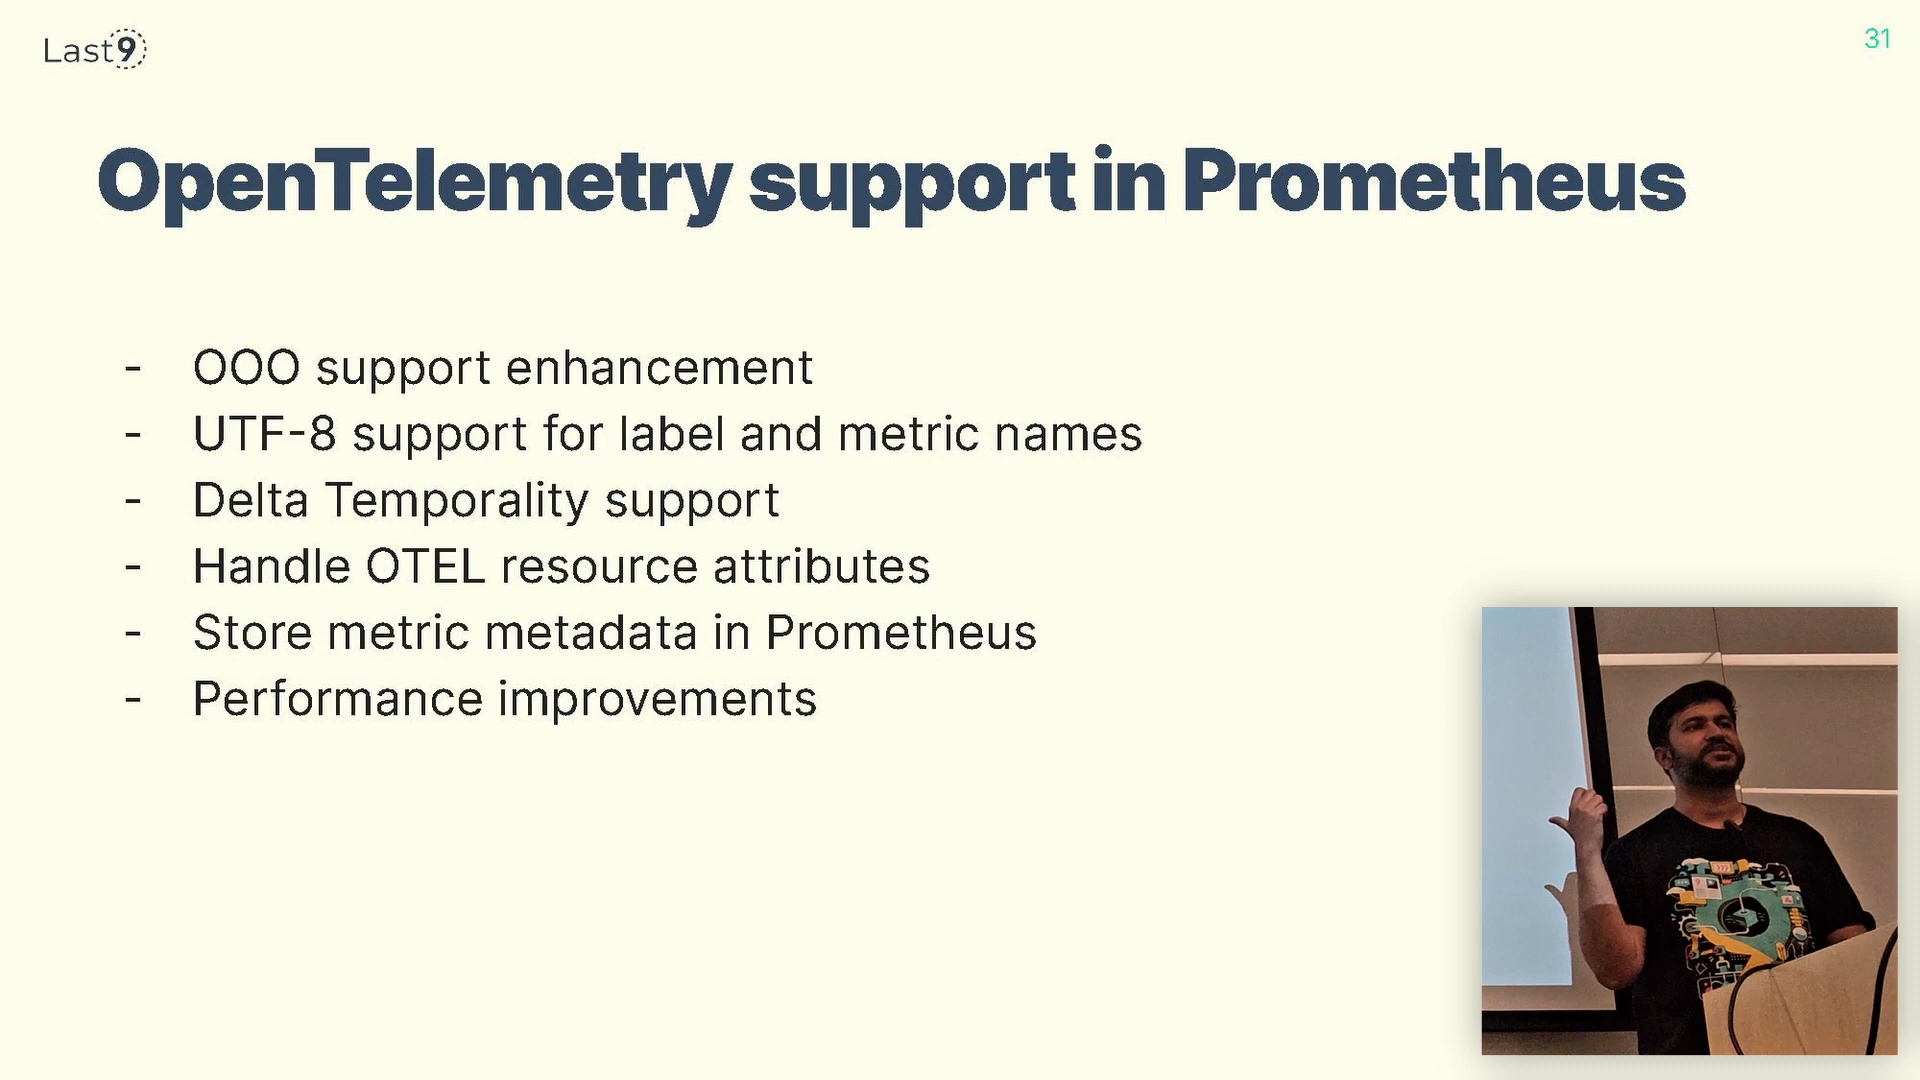 Last9
31
OpenTelemetry support in Prometheus
- OOO support enhancement
- UTF-8 support for label and metric names
- Delta Temporality support
- Handle OTEL resource attributes
- Store metric metadata in Prometheus
- Performance improvements